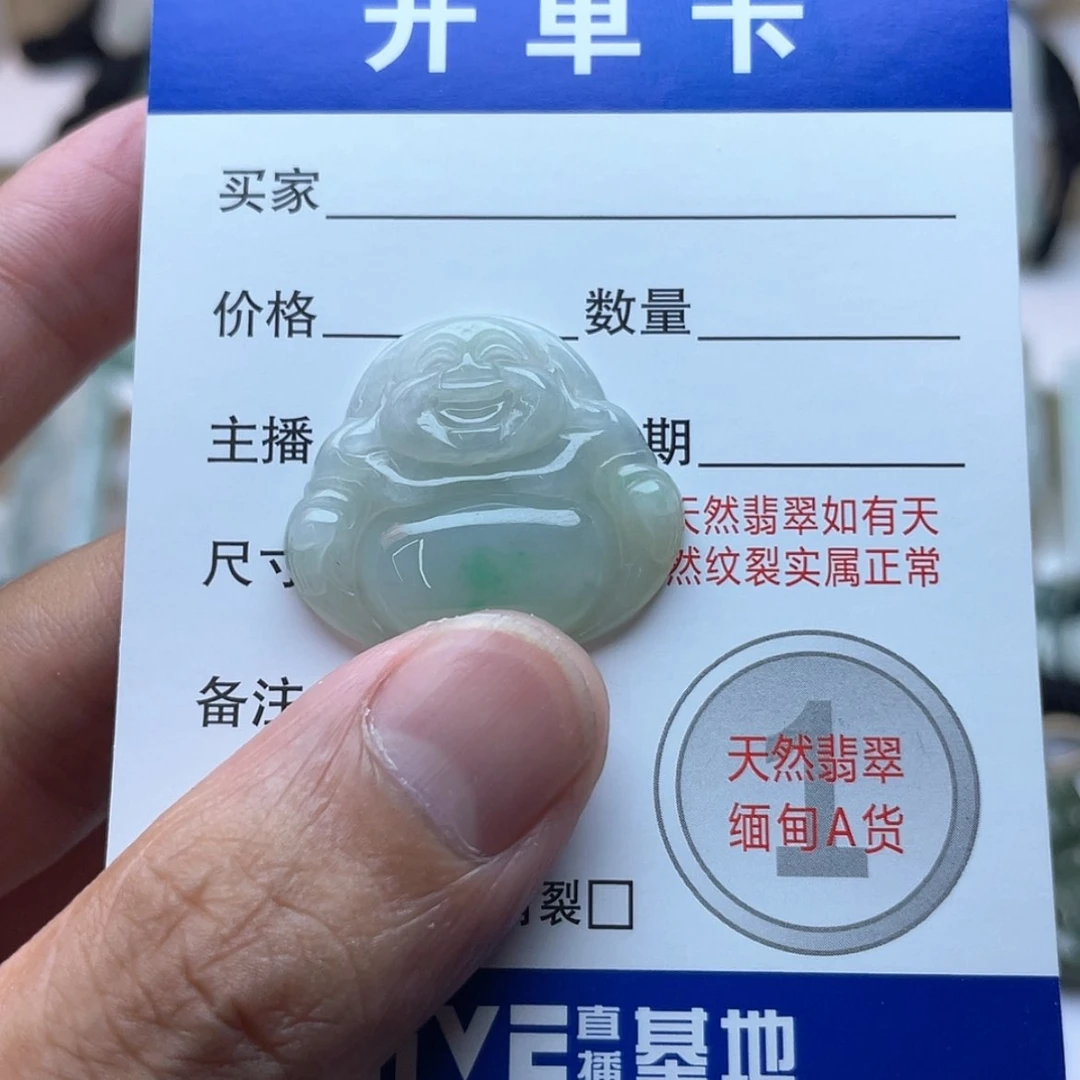 开单卡
买家
价格 数量
主播 期
尺寸
天然翡翠如有天
然纹裂实属正常
备注
1
天然翡翠
缅甸A货
裂□
直播基地